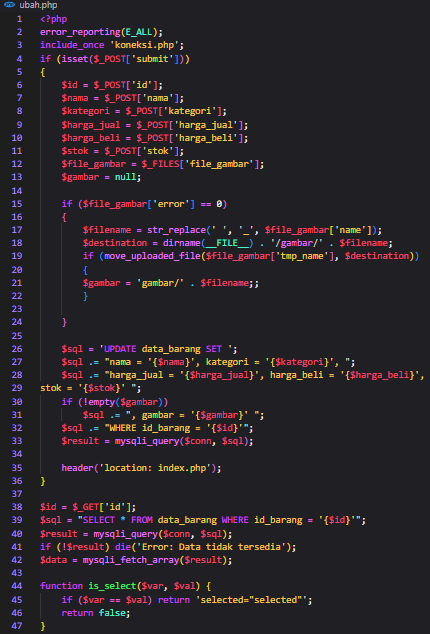 ubah.php
1 <?php
2 error_reporting(E_ALL);
3 include_once 'koneksi.php';
4 if (isset($_POST['submit']))
5 {
6 $id = $_POST['id'];
7 $nama = $_POST['nama'];
8 $kategori = $_POST['kategori'];
9 $harga_jual = $_POST['harga_jual'];
10 $harga_beli = $_POST['harga_beli'];
11 $stok = $_POST['stok'];
12 $file_gambar = $_FILES['file_gambar'];
13 $gambar = null;
14
15 if ($file_gambar['error'] == 0)
16 {
17 $filename = str_replace(' ', '_', $file_gambar['name']);
18 $destination = dirname(__FILE__) . '/gambar/' . $filename;
19 if (move_uploaded_file($file_gambar['tmp_name'], $destination))
20 {
21 $gambar = 'gambar/' . $filename;;
22 }
23
24 }
25
26 $sql = 'UPDATE data_barang SET ';
27 $sql .= "nama = '{$nama}', kategori = '{$kategori}', ";
28 $sql .= "harga_jual = '{$harga_jual}', harga_beli = '{$harga_beli}',
29 stok = '{$stok}' ";
30 if (!empty($gambar))
31 $sql .= ", gambar = '{$gambar}' ";
32 $sql .= "WHERE id_barang = '{$id}'";
33 $result = mysqli_query($conn, $sql);
34
35 header('location: index.php');
36 }
37
38 $id = $_GET['id'];
39 $sql = "SELECT * FROM data_barang WHERE id_barang = '{$id}'";
40 $result = mysqli_query($conn, $sql);
41 if (!$result) die('Error: Data tidak tersedia');
42 $data = mysqli_fetch_array($result);
43
44 function is_select($var, $val) {
45 if ($var == $val) return 'selected="selected"';
46 return false;
47 }